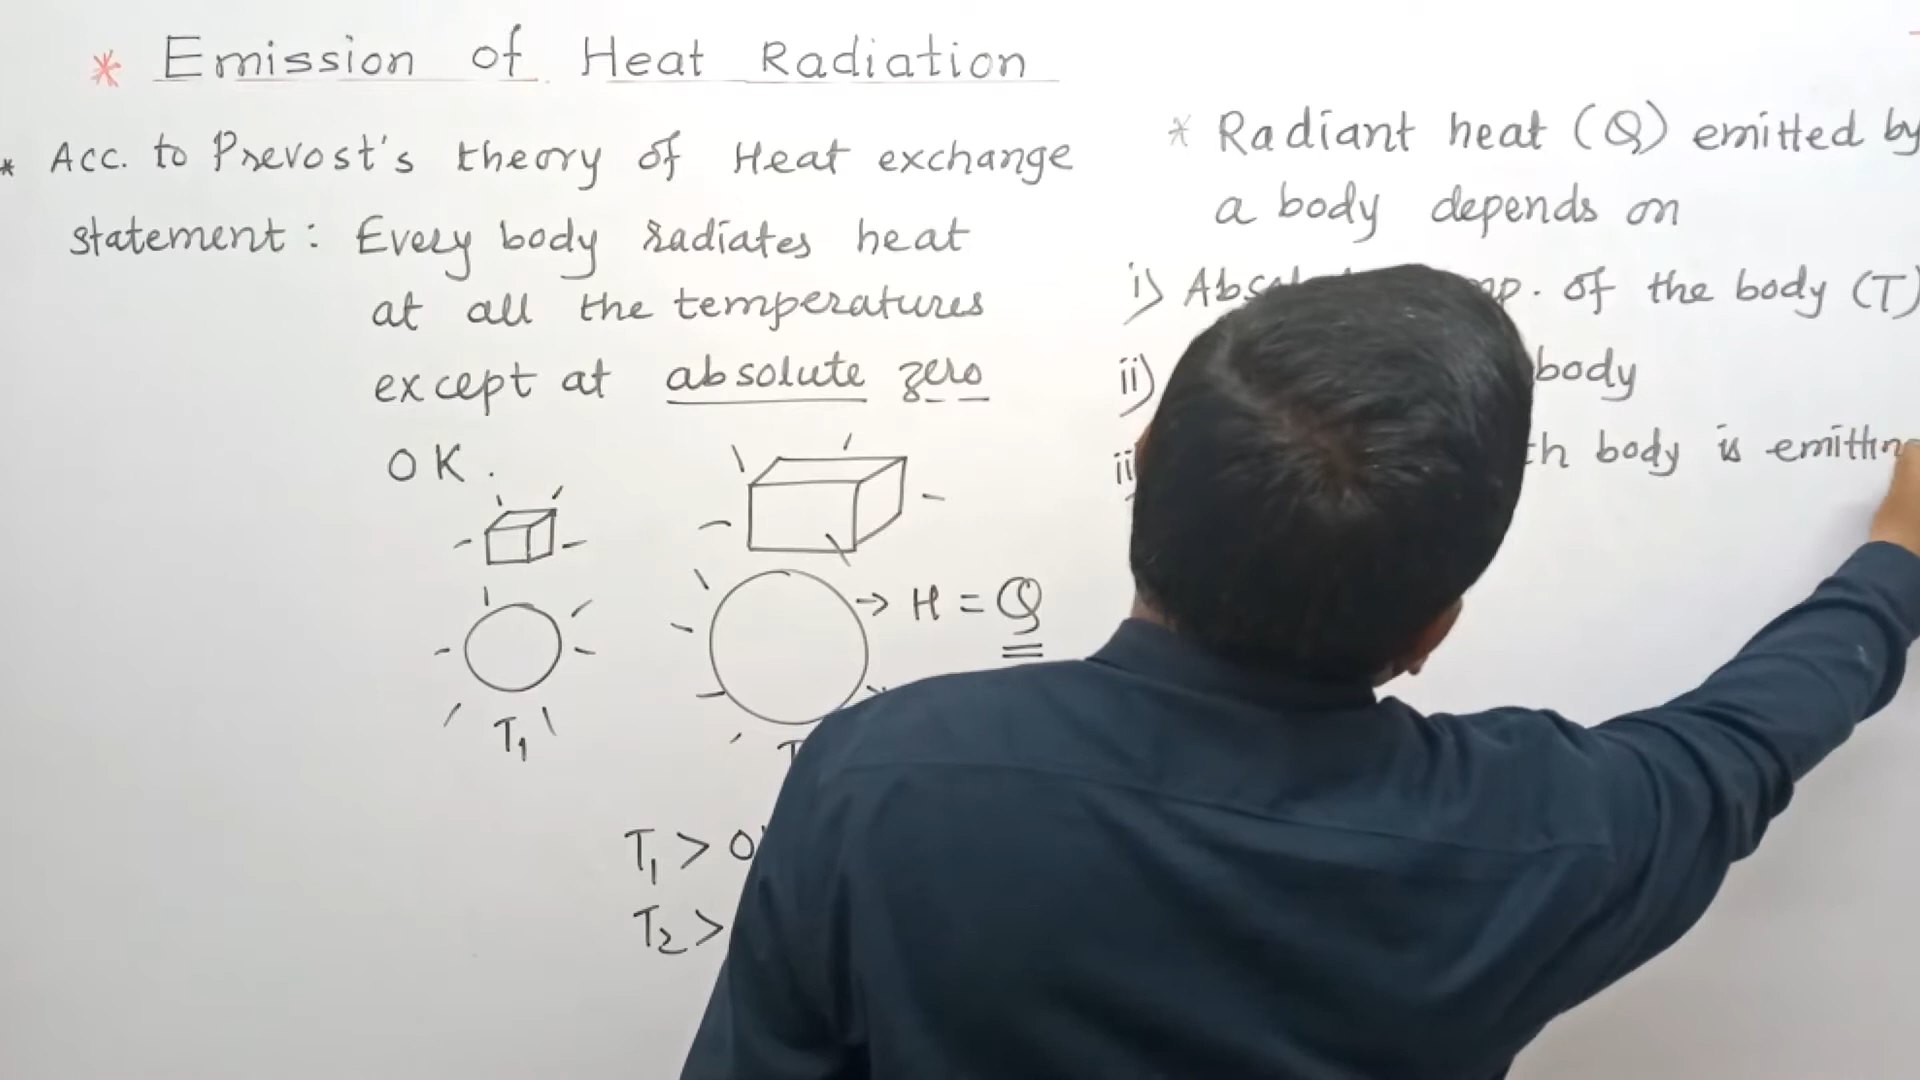 * Emission of Heat Radiation
* Acc. to Prevost's theory of Heat exchange
statement : Every body radiates heat
at all the temperatures
except at absolute zero
0 K .
T₁
→ H = Q
T
T₁ > 0
T₂ >
* Radiant heat (Q) emitted by
a body depends on
i) of the body (T)
ii) body
body is emitting